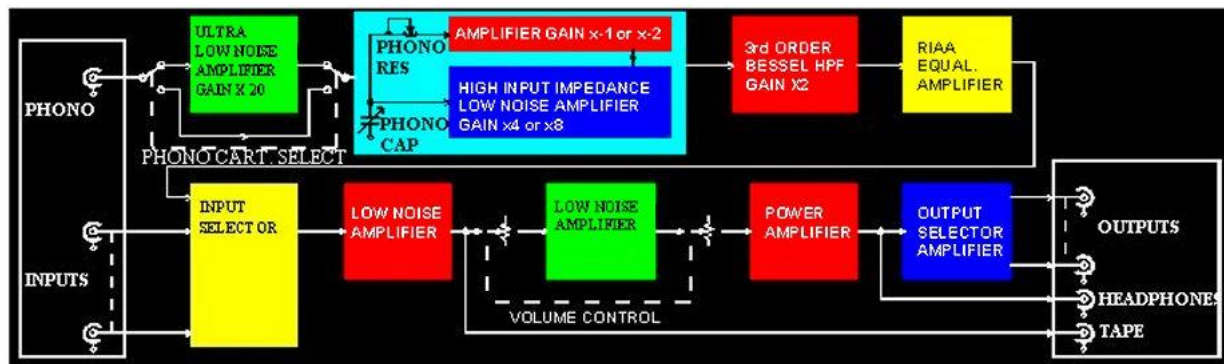 PHONO
ULTRA
LOW NOISE
AMPLIFIER
GAIN X 20
PHONO CART. SELECT
PHONO
RES
PHONO
CAP
AMPLIFIER GAIN x-1 or x-2
HIGH INPUT IMPEDANCE
LOW NOISE AMPLIFIER
GAIN x4 or x8
3rd ORDER
BESSEL HPF
GAIN X2
RIAA
EQUAL.
AMPLIFIER
INPUTS
INPUT
SELECTOR
LOW NOISE
AMPLIFIER
LOW NOISE
AMPLIFIER
VOLUME CONTROL
POWER
AMPLIFIER
OUTPUT
SELECTOR
AMPLIFIER
OUTPUTS
HEADPHONES
TAPE